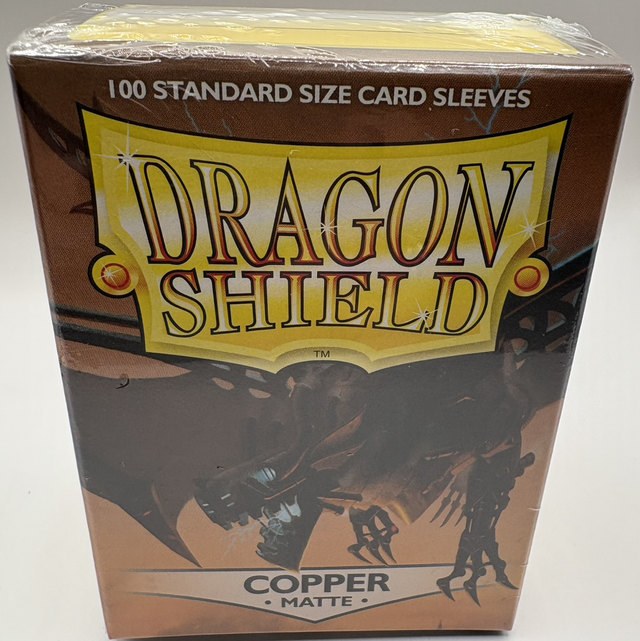 100 STANDARD SIZE CARD SLEEVES
DRAGON
SHIELD
TM
COPPER
• MATTE •